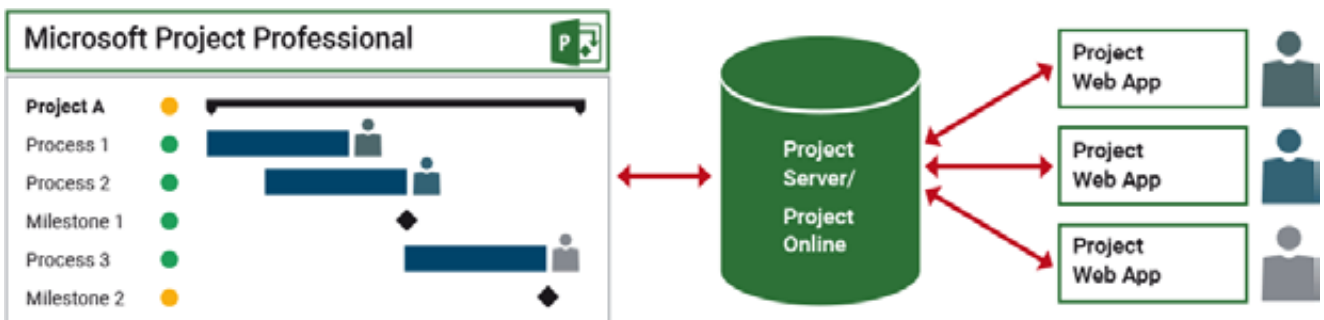 Microsoft Project Professional
P
Project A
Process 1
Process 2
Milestone 1
Process 3
Milestone 2
Project
Server/
Project
Online
Project
Web App
Project
Web App
Project
Web App